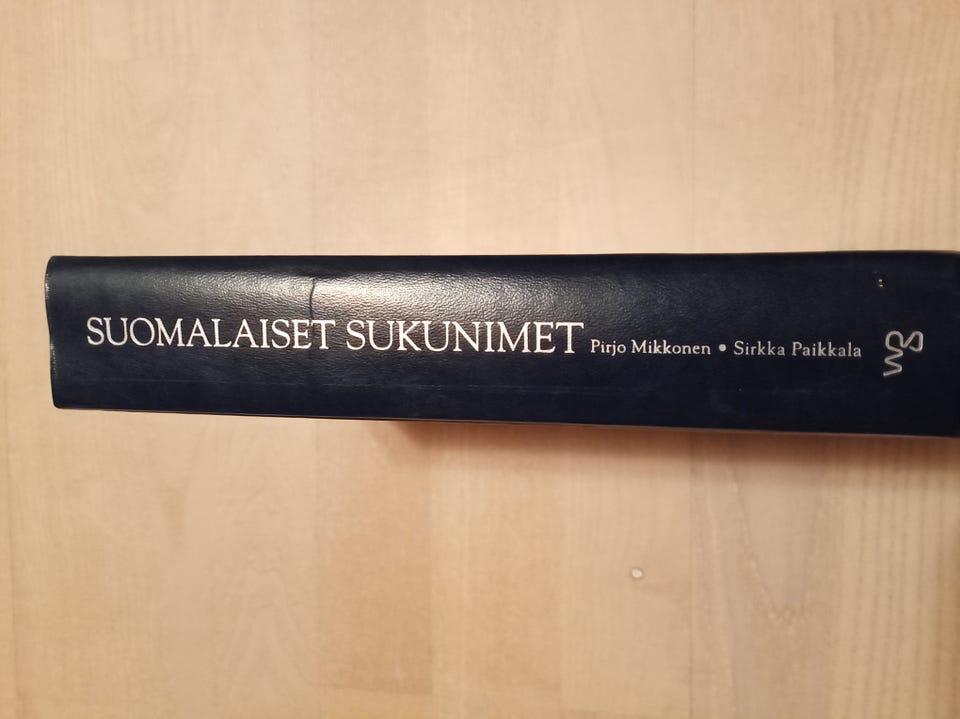 SUOMALAISET SUKUNIMET Pirjo Mikkonen • Sirkka Paikkala